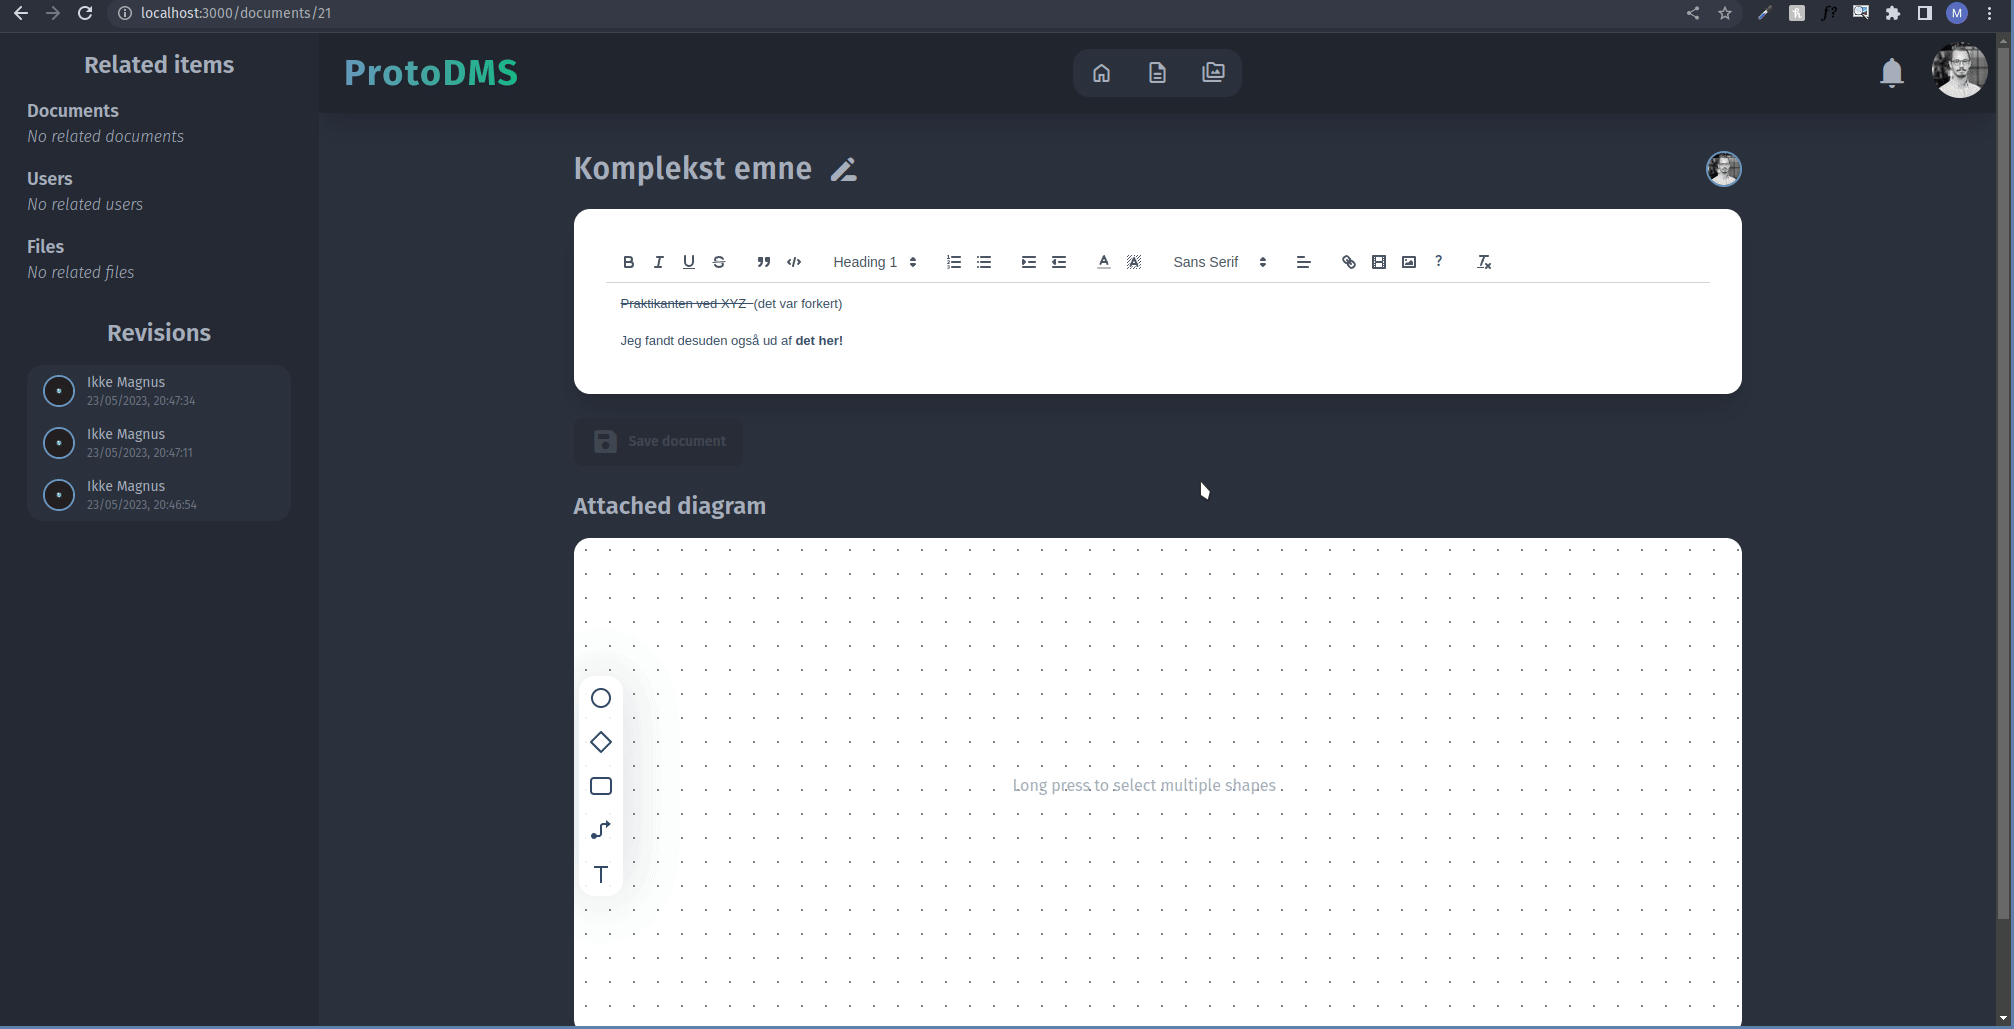 localhost:3000/documents/21
M
Related items
Documents
No related documents
Users
No related users
Files
No related files
Revisions
Ikke Magnus
23/05/2023, 20:47:34
Ikke Magnus
23/05/2023, 20:47:11
Ikke Magnus
23/05/2023, 20:46:54
ProtoDMS
Komplekst emne
Heading 1
Sans Serif
Praktikanten ved XYZ (det var forkert)
Jeg fandt desuden også ud af det her!
Save document
Attached diagram
Long press to select multiple shapes